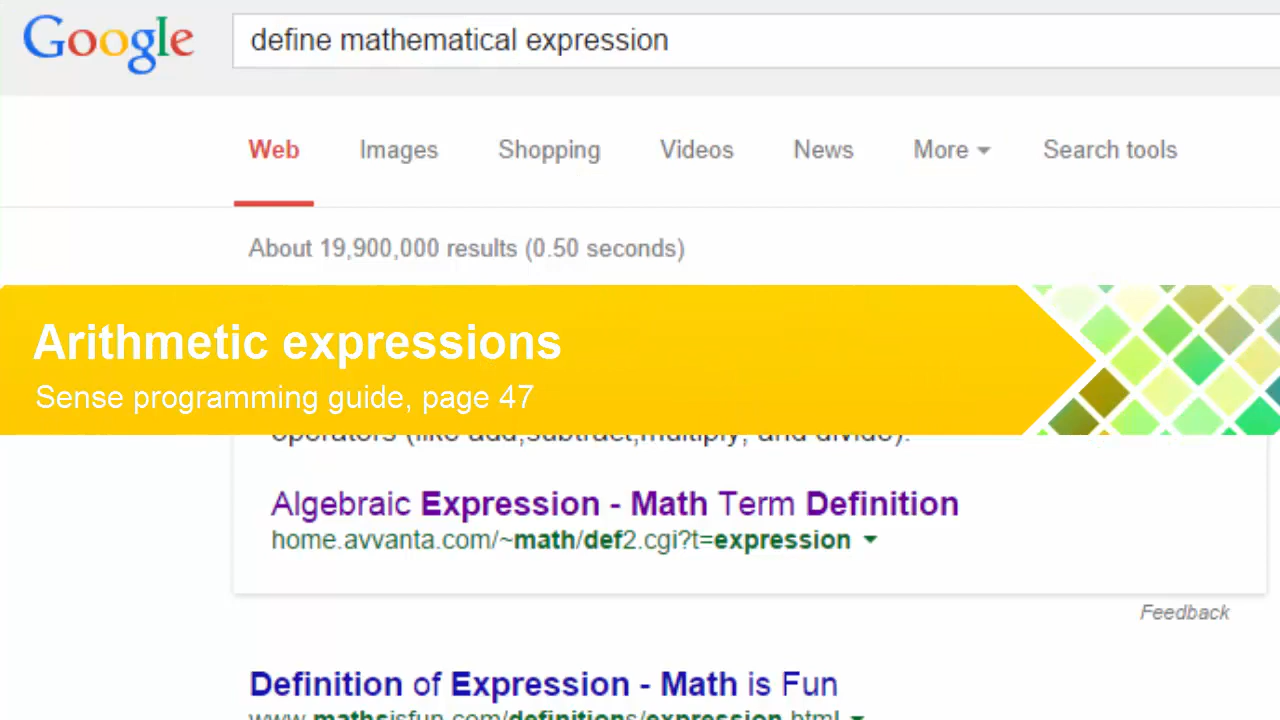 Google
define mathematical expression
Web Images Shopping Videos News More Search tools
About 19,900,000 results (0.50 seconds)
Arithmetic expressions
Sense programming guide, page 47
operators (like add,subtract,multiply, and divide).
Algebraic Expression - Math Term Definition
home.avvanta.com/~math/def2.cgi?t=expression
Feedback
Definition of Expression - Math is Fun
www.mathsisfun.com/definitions/expression.html